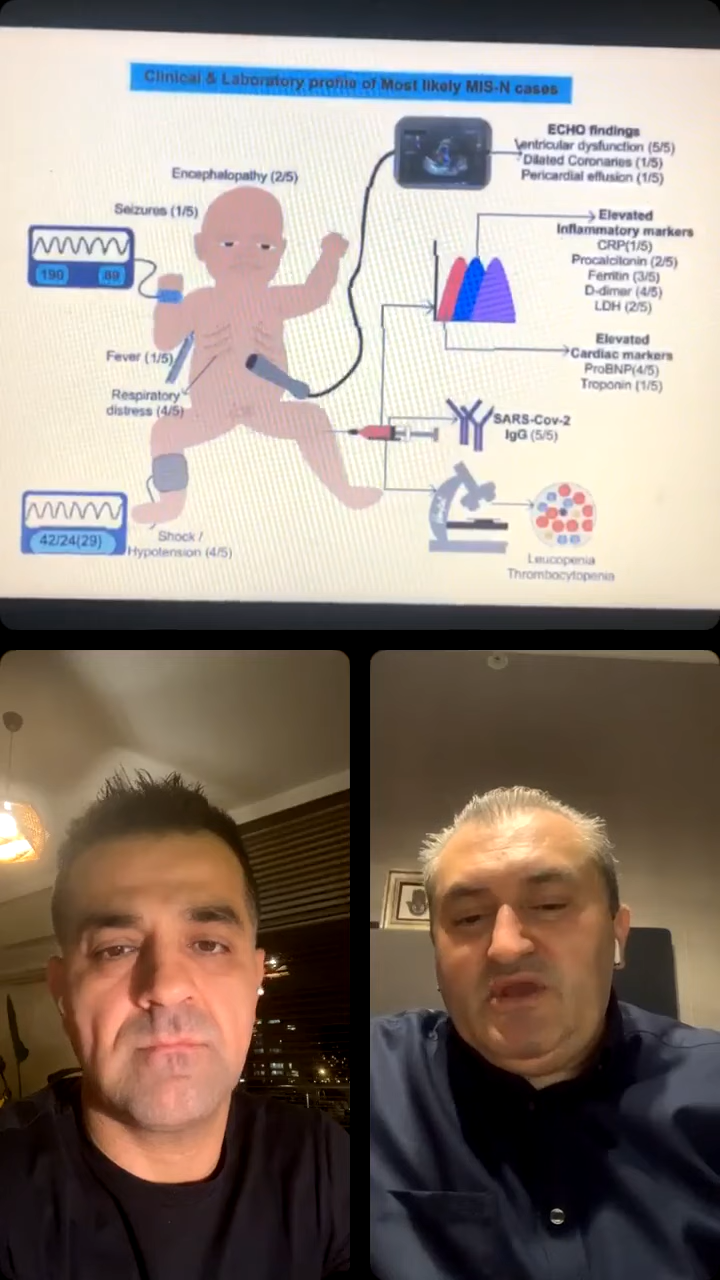 Clinical & Laboratory profile of Most likely MIS-N cases
ECHO findings
Ventricular dysfunction (5/5)
Dilated Coronaries (1/5)
Pericardial effusion (1/5)
Encephalopathy (2/5)
Seizures (1/5)
190 89
Elevated
Inflammatory markers
CRP(1/5)
Procalcitonin (2/5)
Ferritin (3/5)
D-dimer (4/5)
LDH (2/5)
Fever (1/5)
Respiratory
distress (4/5)
Elevated
Cardiac markers
ProBNP(4/5)
Troponin (1/5)
SARS-Cov-2
IgG (5/5)
42/24(29)
Shock /
Hypotension (4/5)
Leucopenia
Thrombocytopenia